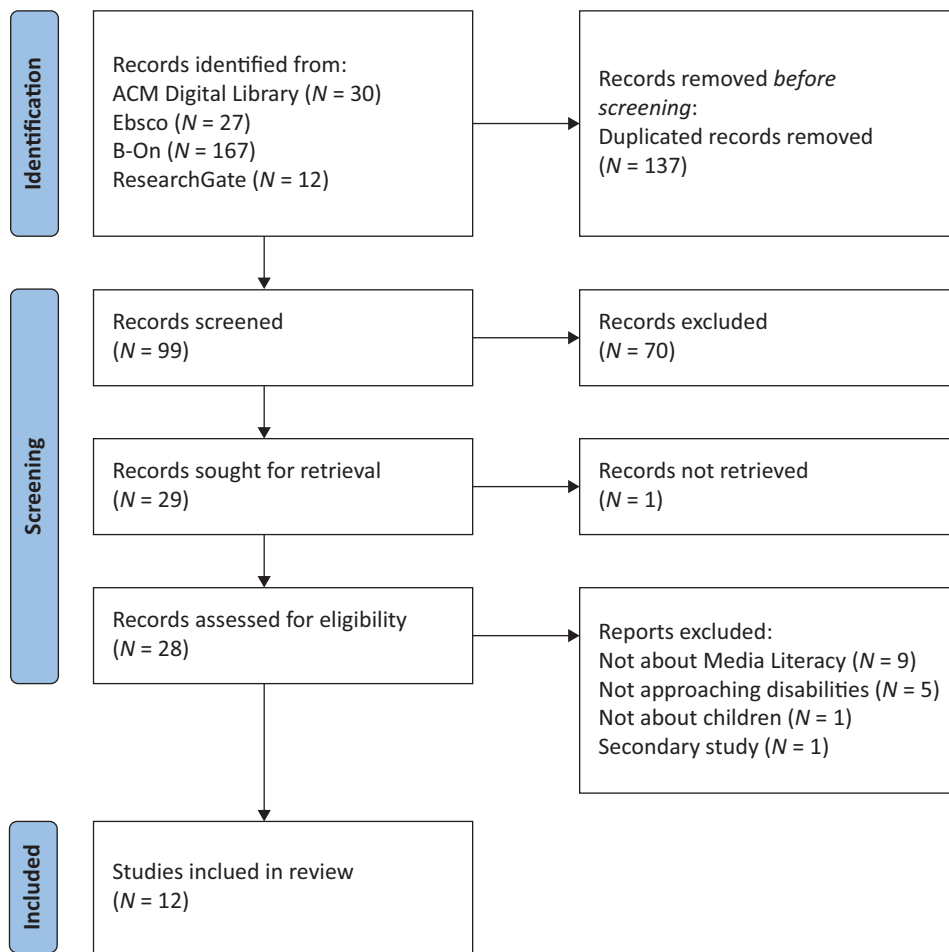 Identification
Records identified from:
ACM Digital Library (N = 30)
Ebsco (N = 27)
B-On (N = 167)
ResearchGate (N = 12)
Records removed before
screening:
Duplicated records removed
(N = 137)
Screening
Records screened
(N = 99)
Records excluded
(N = 70)
Records sought for retrieval
(N = 29)
Records not retrieved
(N = 1)
Records assessed for eligibility
(N = 28)
Reports excluded:
Not about Media Literacy (N = 9)
Not approaching disabilities (N = 5)
Not about children (N = 1)
Secondary study (N = 1)
Included
Studies inclued in review
(N = 12)